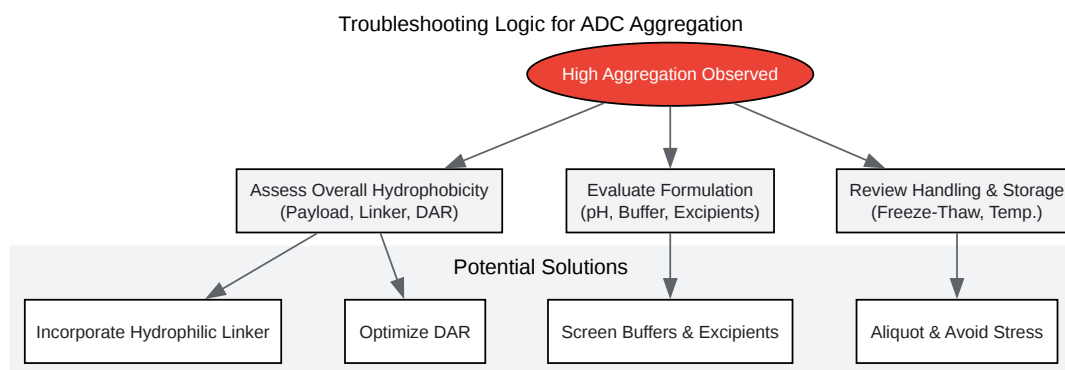 Troubleshooting Logic for ADC Aggregation
High Aggregation Observed
Assess Overall Hydrophobicity
(Payload, Linker, DAR)
Evaluate Formulation
(pH, Buffer, Excipients)
Review Handling & Storage
(Freeze-Thaw, Temp.)
Potential Solutions
Incorporate Hydrophilic Linker
Optimize DAR
Screen Buffers & Excipients
Aliquot & Avoid Stress